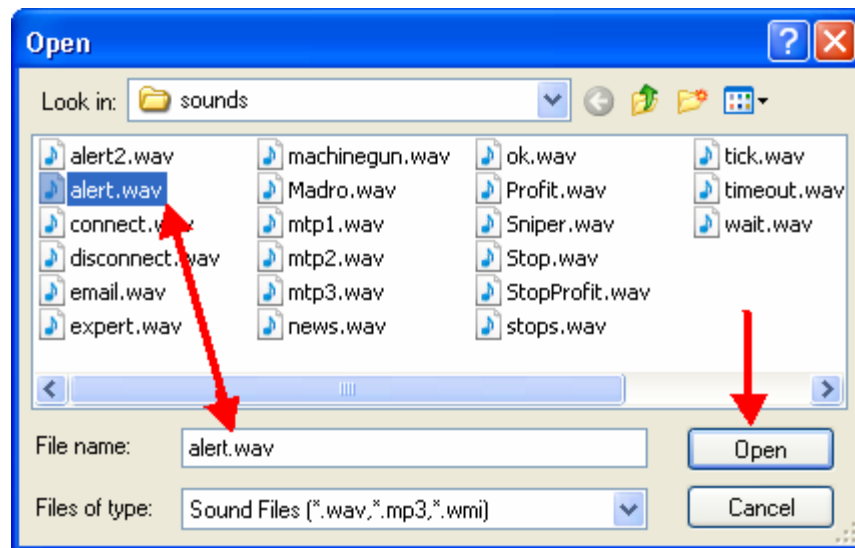 Open
Look in: sounds
alert2.wav machinegun.wav ok.wav tick.wav
alert.wav Madro.wav Profit.wav timeout.wav
connect.wav mtp1.wav Sniper.wav wait.wav
disconnect.wav mtp2.wav Stop.wav
email.wav mtp3.wav StopProfit.wav
expert.wav news.wav stops.wav
File name: alert.wav Open
Files of type: Sound Files (*.wav,*.mp3,*.wmi) Cancel